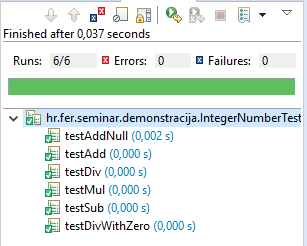 Finished after 0,037 seconds
Runs: 6/6 Errors: 0 Failures: 0
hr.fer.seminar.demonstracija.IntegerNumberTest
testAddNull (0,002 s)
testAdd (0,000 s)
testDiv (0,000 s)
testMul (0,000 s)
testSub (0,000 s)
testDivWithZero (0,000 s)